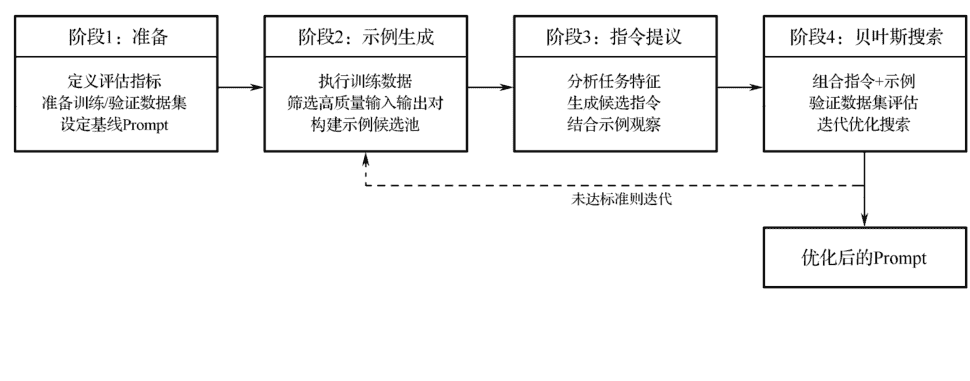 阶段1：准备
定义评估指标
准备训练/验证数据集
设定基线Prompt
阶段2：示例生成
执行训练数据
筛选高质量输入输出对
构建示例候选池
阶段3：指令提议
分析任务特征
生成候选指令
结合示例观察
阶段4：贝叶斯搜索
组合指令+示例
验证数据集评估
迭代优化搜索
未达标准则迭代
优化后的Prompt